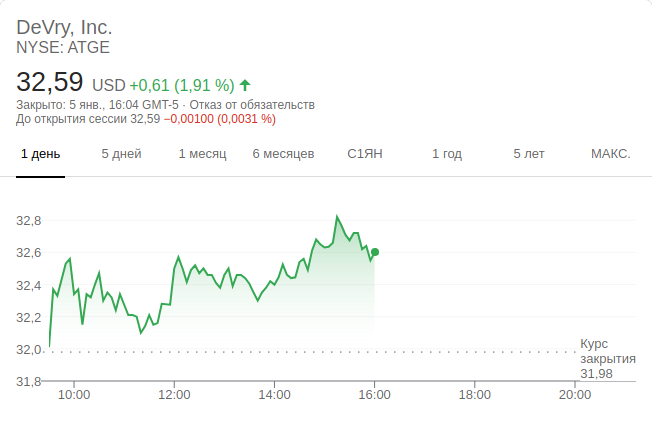 DeVry, Inc.
NYSE: ATGE
32,59 USD +0,61 (1,91 %)
Закрыто: 5 янв., 16:04 GMT-5 · Отказ от обязательств
До открытия сессии 32,59 −0,00100 (0,0031 %)
1 день 5 дней 1 месяц 6 месяцев С1ЯН 1 год 5 лет МАКС.
32,8
32,6
32,4
32,2
32,0
31,8
Курс
закрытия
31,98
10:00 12:00 14:00 16:00 18:00 20:00